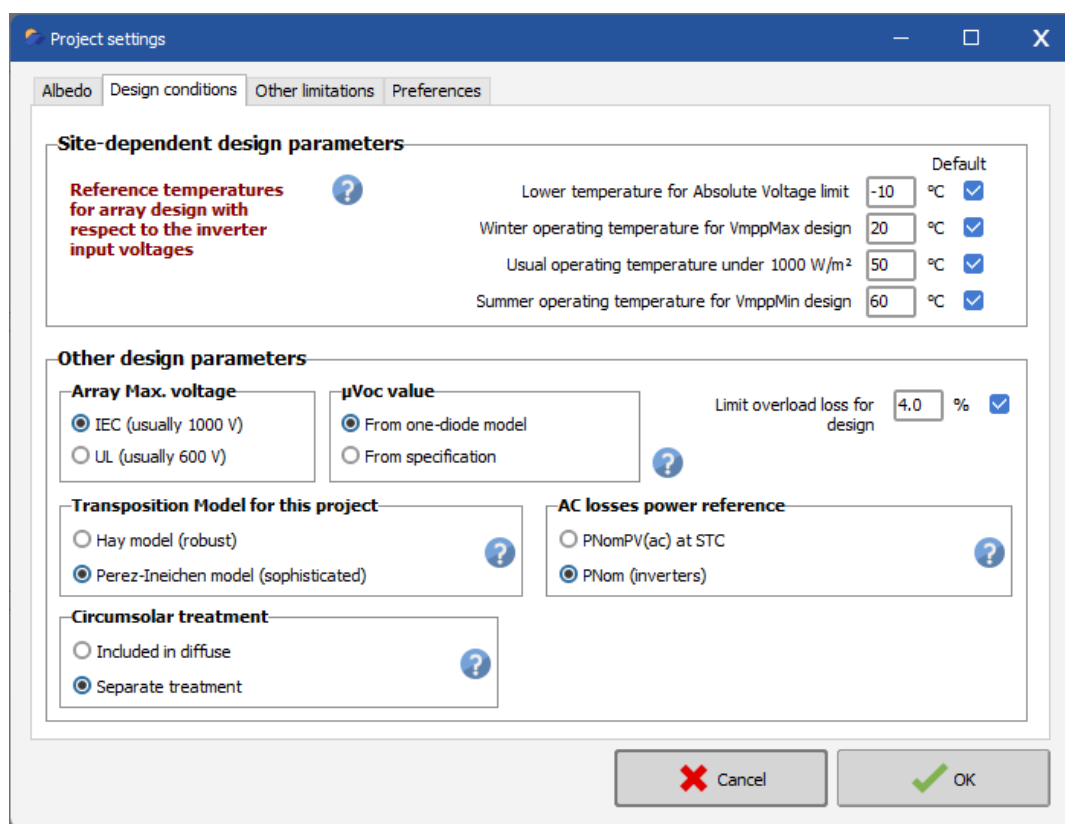 Project settings
Albedo Design conditions Other limitations Preferences
Site-dependent design parameters
Default
Reference temperatures
for array design with
respect to the inverter
input voltages
Lower temperature for Absolute Voltage limit -10 °C
Winter operating temperature for VmppMax design 20 °C
Usual operating temperature under 1000 W/m² 50 °C
Summer operating temperature for VmppMin design 60 °C
Other design parameters
Array Max. voltage
IEC (usually 1000 V)
UL (usually 600 V)
µVoc value
From one-diode model
From specification
Limit overload loss for
design
4.0 %
Transposition Model for this project
Hay model (robust)
Perez-Ineichen model (sophisticated)
AC losses power reference
PNomPV(ac) at STC
PNom (inverters)
Circumsolar treatment
Included in diffuse
Separate treatment
Cancel
OK